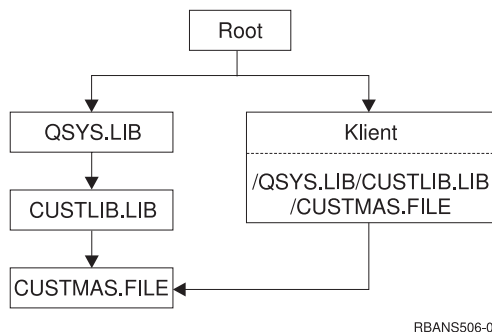 Root
QSYS.LIB
Klient
/QSYS.LIB/CUSTLIB.LIB
/CUSTMAS.FILE
CUSTLIB.LIB
CUSTMAS.FILE
RBANS506-0